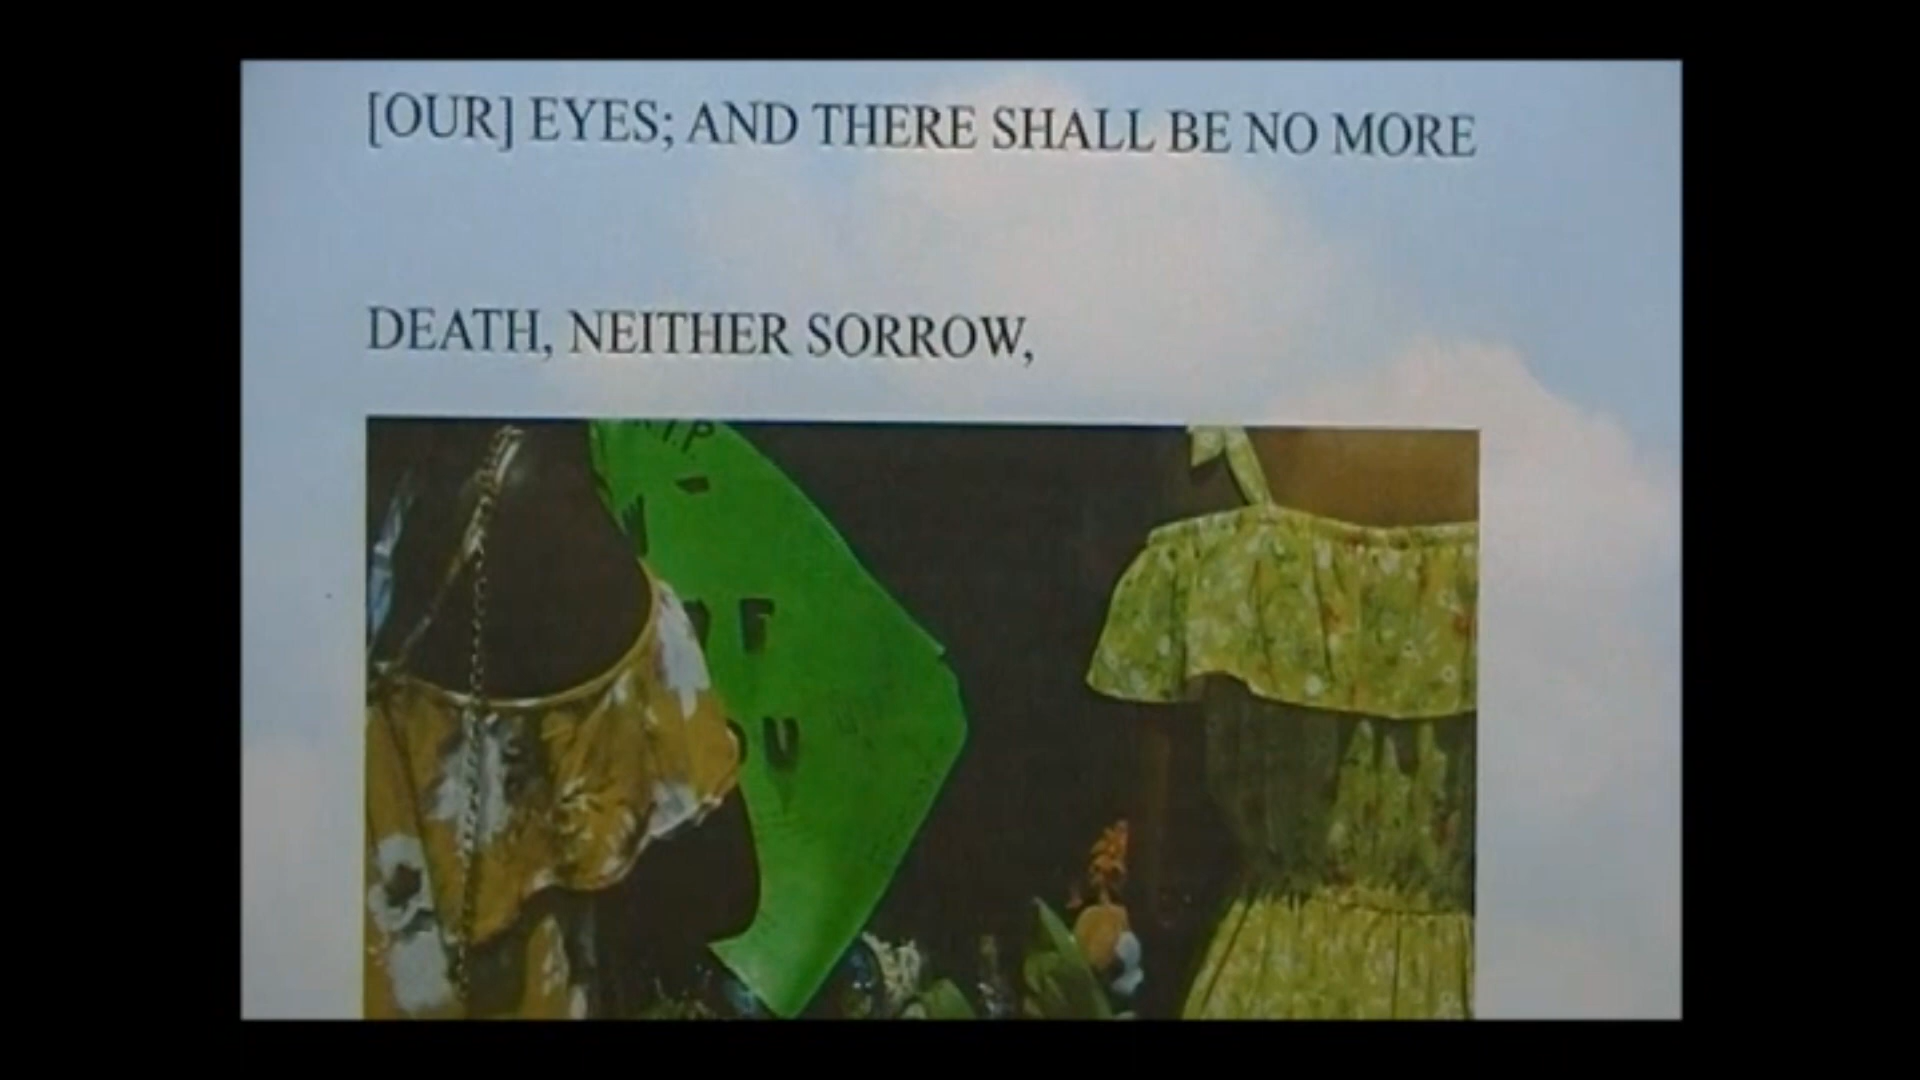 [OUR] EYES; AND THERE SHALL BE NO MORE
DEATH, NEITHER SORROW,